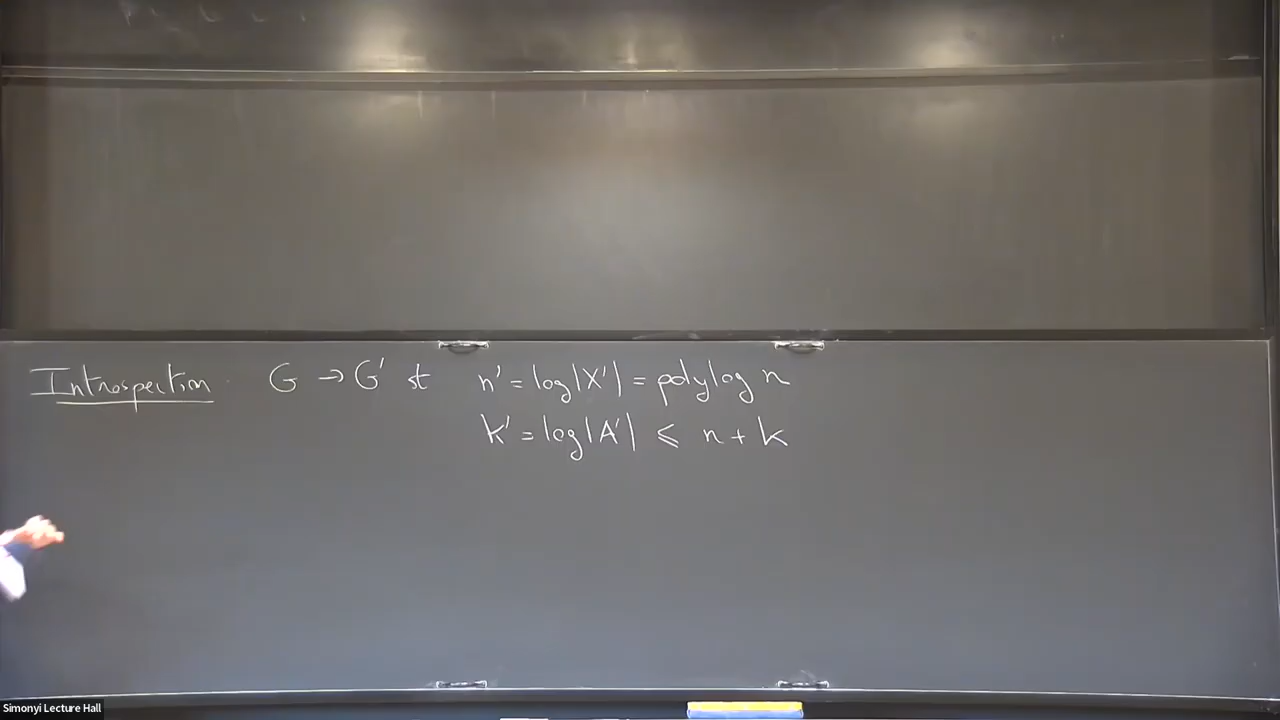 Introspection. G → G' st n' = log|X'| = polylog n
k' = log|A'| ≤ n + k
Simonyi Lecture Hall